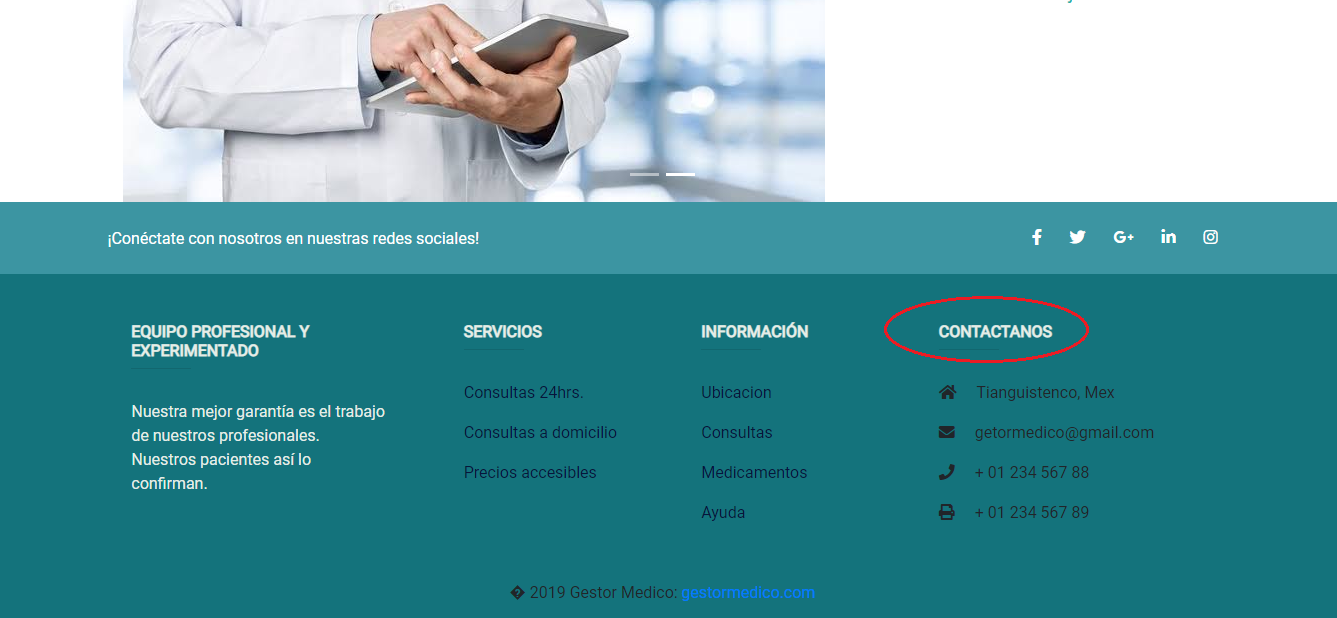 ¡Conéctate con nosotros en nuestras redes sociales!
EQUIPO PROFESIONAL Y
EXPERIMENTADO
Nuestra mejor garantía es el trabajo
de nuestros profesionales.
Nuestros pacientes así lo
confirman.
SERVICIOS
Consultas 24hrs.
Consultas a domicilio
Precios accesibles
INFORMACIÓN
Ubicacion
Consultas
Medicamentos
Ayuda
CONTACTANOS
Tianguistenco, Mex
getormedico@gmail.com
+ 01 234 567 88
+ 01 234 567 89
� 2019 Gestor Medico: gestormedico.com